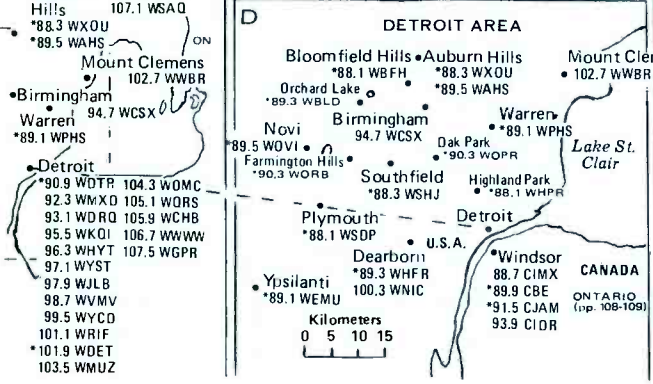 Hills
*88.3 WXOU
*89.5 WAHS
107.1 WSAQ
ON
Mount Clemens
102.7 WWBR
Birmingham
94.7 WCSX
Warren
*89.1 WPHS
Detroit
*90.9 WDTR 104.3 WOMC
92.3 WMXD 105.1 WQRS
93.1 WDRQ 105.9 WCHB
95.5 WKQI 106.7 WWWW
96.3 WHYT 107.5 WGPR
97.1 WYST
97.9 WJLB
98.7 WVMV
99.5 WYCD
101.1 WRIF
*101.9 WDET
103.5 WMUZ
D
DETROIT AREA
Bloomfield Hills
*88.1 WBFH
Auburn Hills
*88.3 WXOU
*89.5 WAHS
Mount Cle
102.7 WWBR
Orchard Lake
*89.3 WBLD
Birmingham
94.7 WCSX
Warren
*89.1 WPHS
Novi
*89.5 WOVI
Farmington Hills
*90.3 WORB
Oak Park
*90.3 WOPR
Lake St.
Clair
Southfield
*88.3 WSHJ
Highland Park
*88.1 WHPR
Plymouth
*88.1 WSDP
Detroit
U.S.A.
Dearborn
*89.3 WHFR
100.3 WNIC
Windsor
88.7 CIMX
*89.9 CBE
*91.5 CJAM
93.9 CIDR
CANADA
ONTARIO
(pp. 108-109)
Ypsilanti
*89.1 WEMU
Kilometers
0 5 10 15